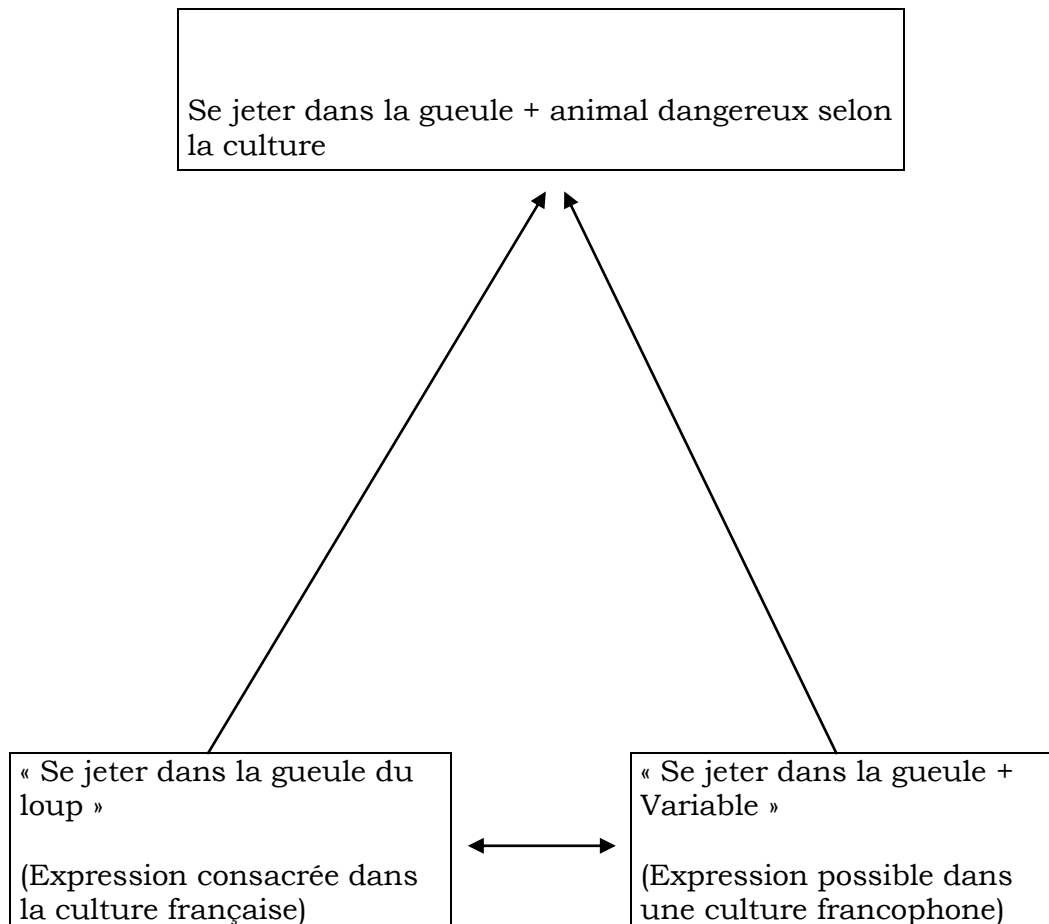 Se jeter dans la gueule + animal dangereux selon
la culture
« Se jeter dans la gueule du
loup »
(Expression consacrée dans
la culture française)
« Se jeter dans la gueule +
Variable »
(Expression possible dans
une culture francophone)